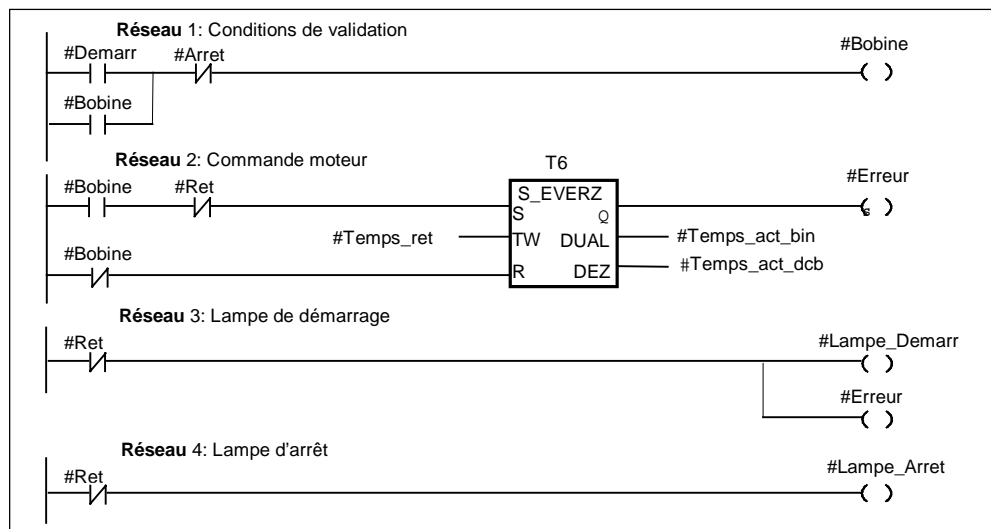 Réseau 1: Conditions de validation
#Demarr #Arret #Bobine
#Bobine
Réseau 2: Commande moteur
T6
#Bobine #Ret #Erreur
S_EVERZ
S Q
#Temps_ret TW DUAL #Temps_act_bin
#Bobine
R DEZ #Temps_act_dcb
Réseau 3: Lampe de démarrage
#Ret #Lampe_Demarr
#Erreur
Réseau 4: Lampe d'arrêt
#Ret #Lampe_Arret